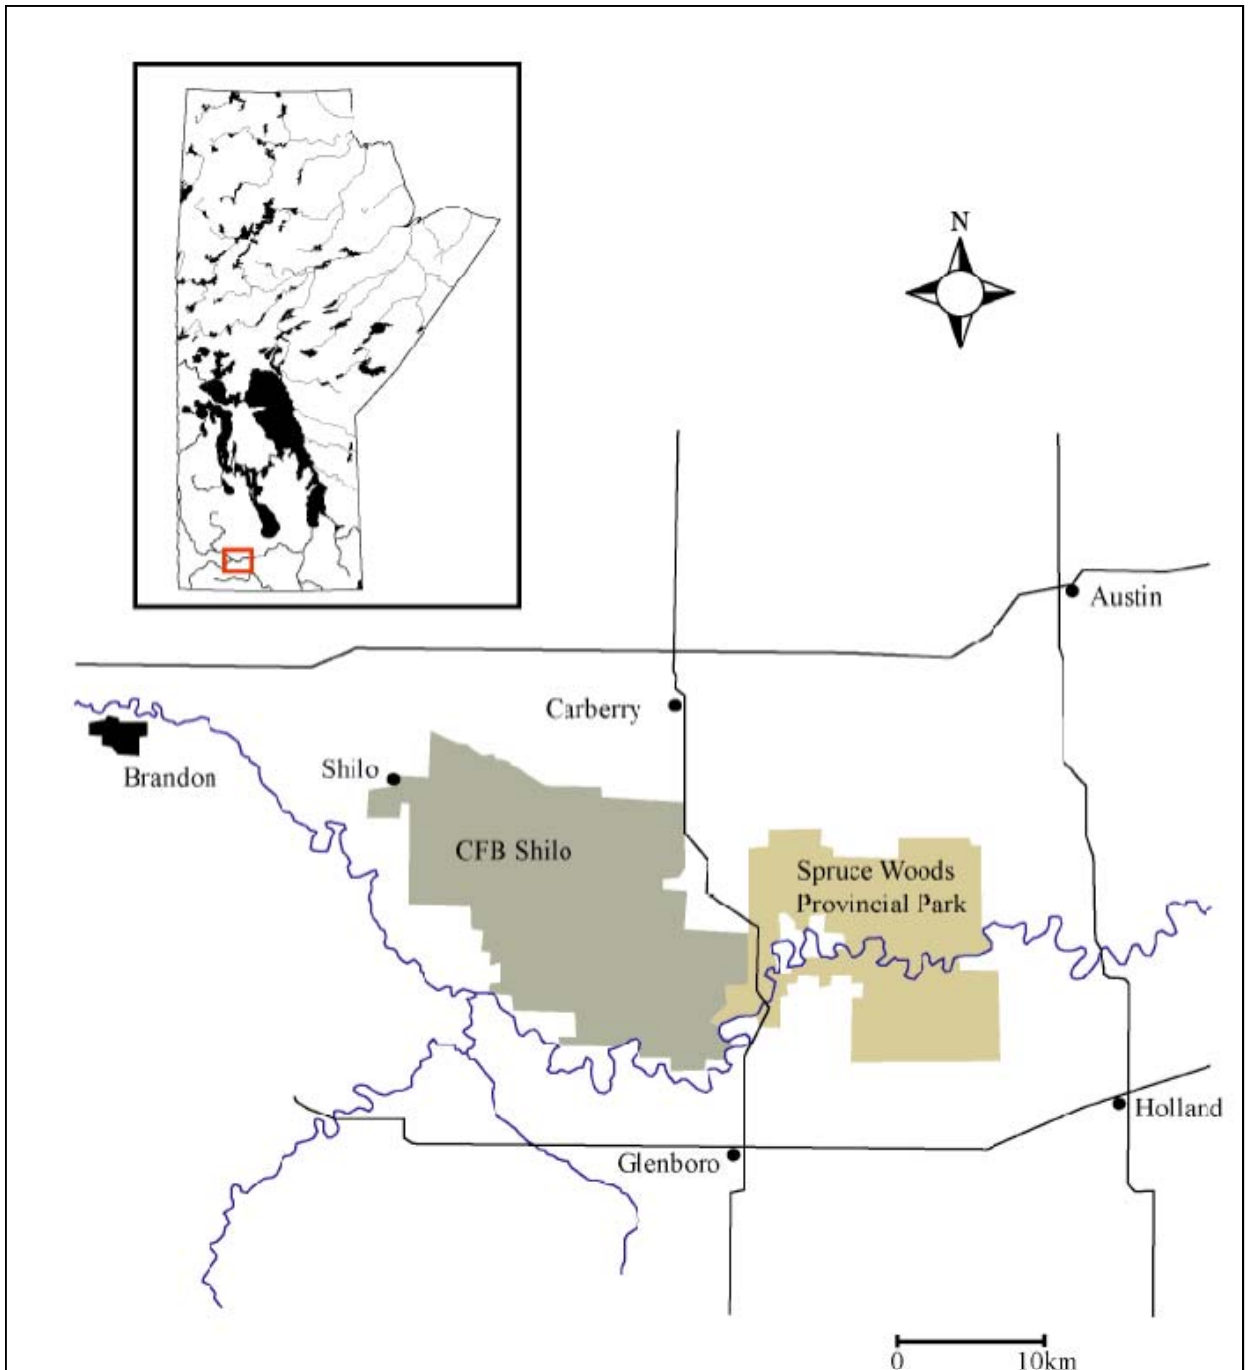 N
Austin
Carberry
Shilo
Brandon
CFB Shilo
Spruce Woods
Provincial Park
Holland
Glenboro
0 10km